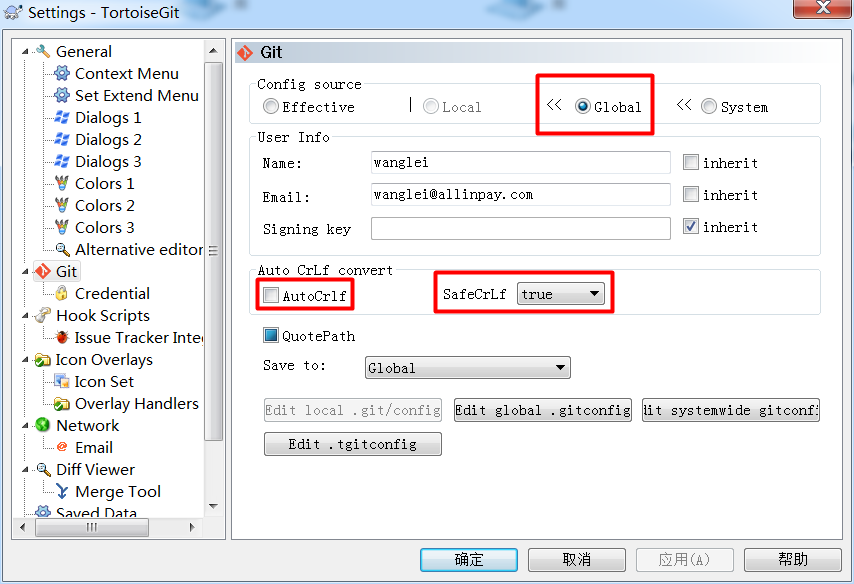 Settings - TortoiseGit
General
Context Menu
Set Extend Menu
Dialogs 1
Dialogs 2
Dialogs 3
Colors 1
Colors 2
Colors 3
Alternative editor
Git
Credential
Hook Scripts
Issue Tracker Inte
Icon Overlays
Icon Set
Overlay Handlers
Network
Email
Diff Viewer
Merge Tool
Saved Data
Git
Config source
Effective | Local << Global << System
User Info
Name: wanglei inherit
Email: wanglei@allinpay.com inherit
Signing key inherit
Auto CrLf convert
AutoCrlf SafeCrLf true
QuotePath
Save to: Global
Edit local .git/config Edit global .gitconfig lit systemwide gitconfi
Edit .tgitconfig
确定 取消 应用(A) 帮助